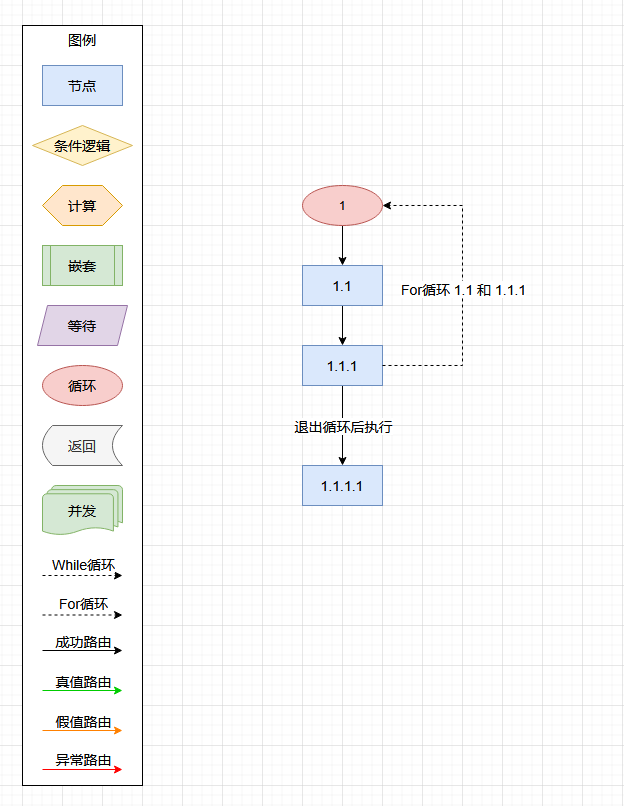 图例
节点
条件逻辑
计算
嵌套
等待
循环
返回
并发
While循环
For循环
成功路由
真值路由
假值路由
异常路由
1
1.1
For循环 1.1 和 1.1.1
1.1.1
退出循环后执行
1.1.1.1